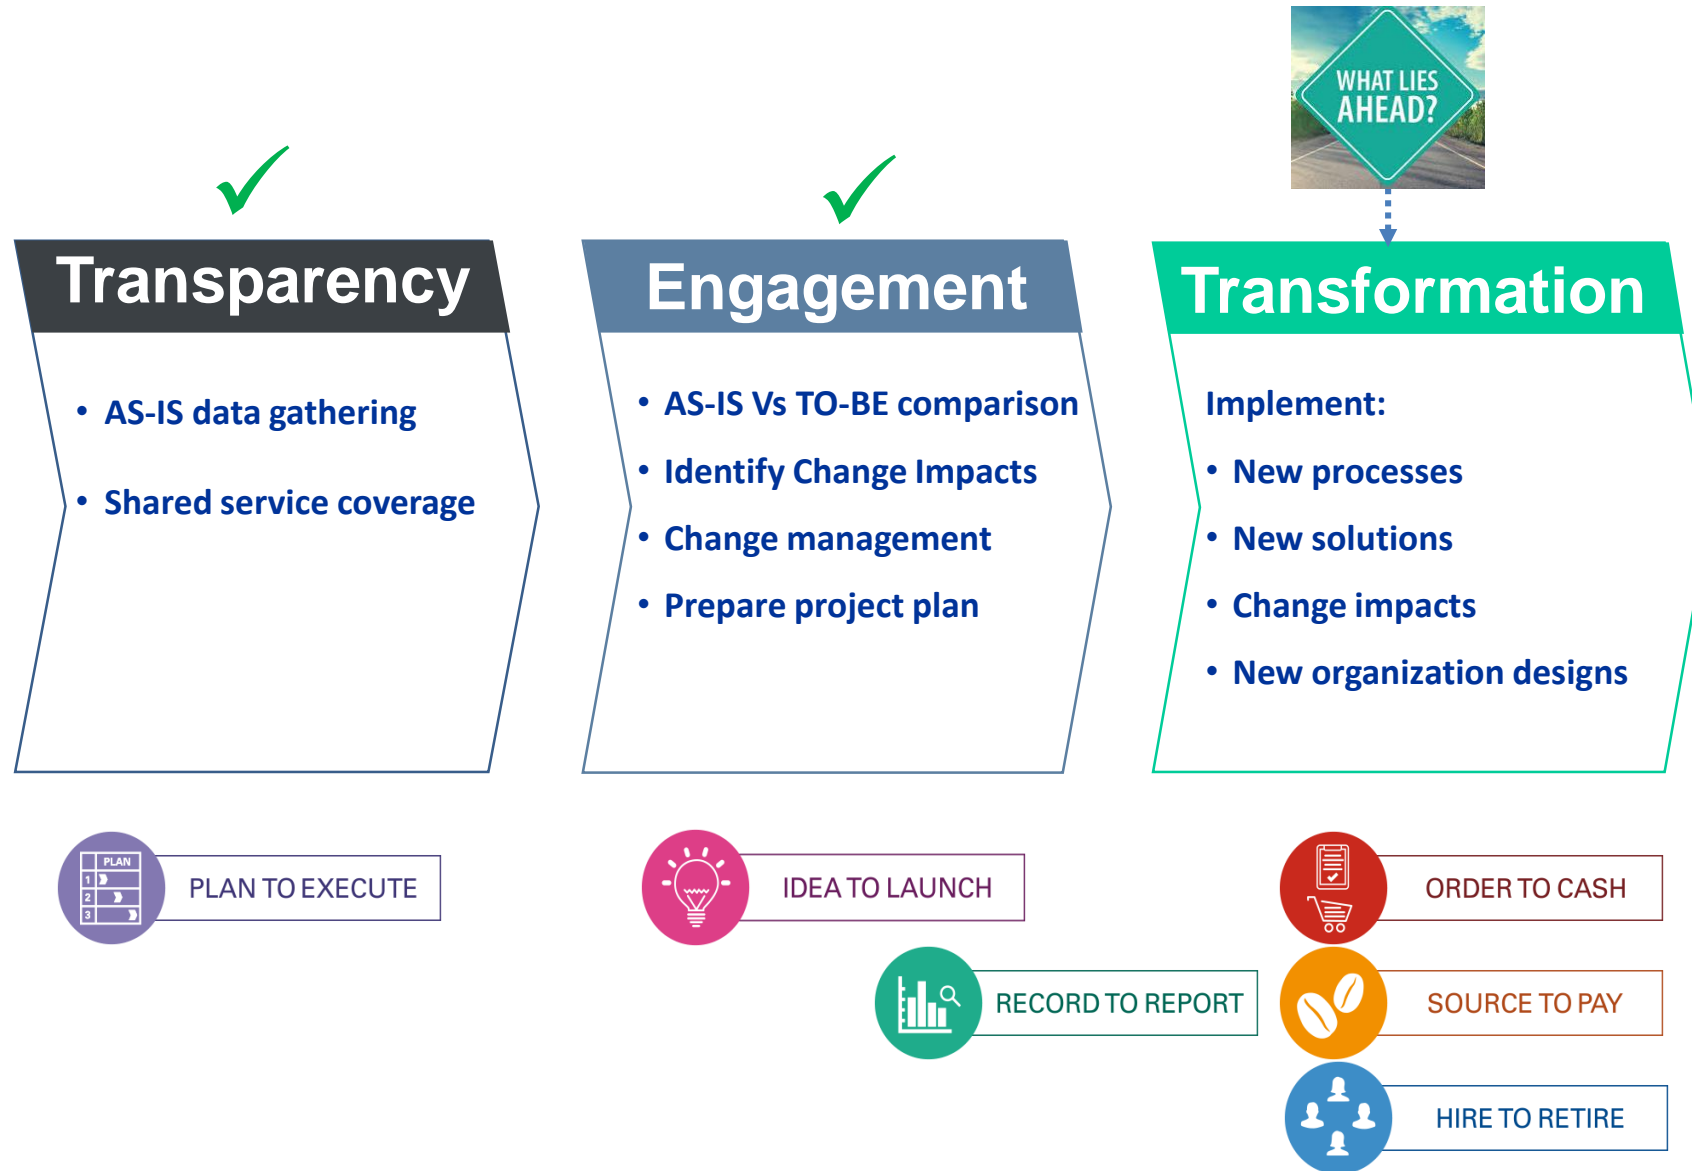 WHAT LIES
AHEAD?
Transparency
• AS-IS data gathering
• Shared service coverage
Engagement
• AS-IS Vs TO-BE comparison
• Identify Change Impacts
• Change management
• Prepare project plan
Transformation
Implement:
• New processes
• New solutions
• Change impacts
• New organization designs
PLAN
1
2
3
PLAN TO EXECUTE
IDEA TO LAUNCH
RECORD TO REPORT
ORDER TO CASH
SOURCE TO PAY
HIRE TO RETIRE